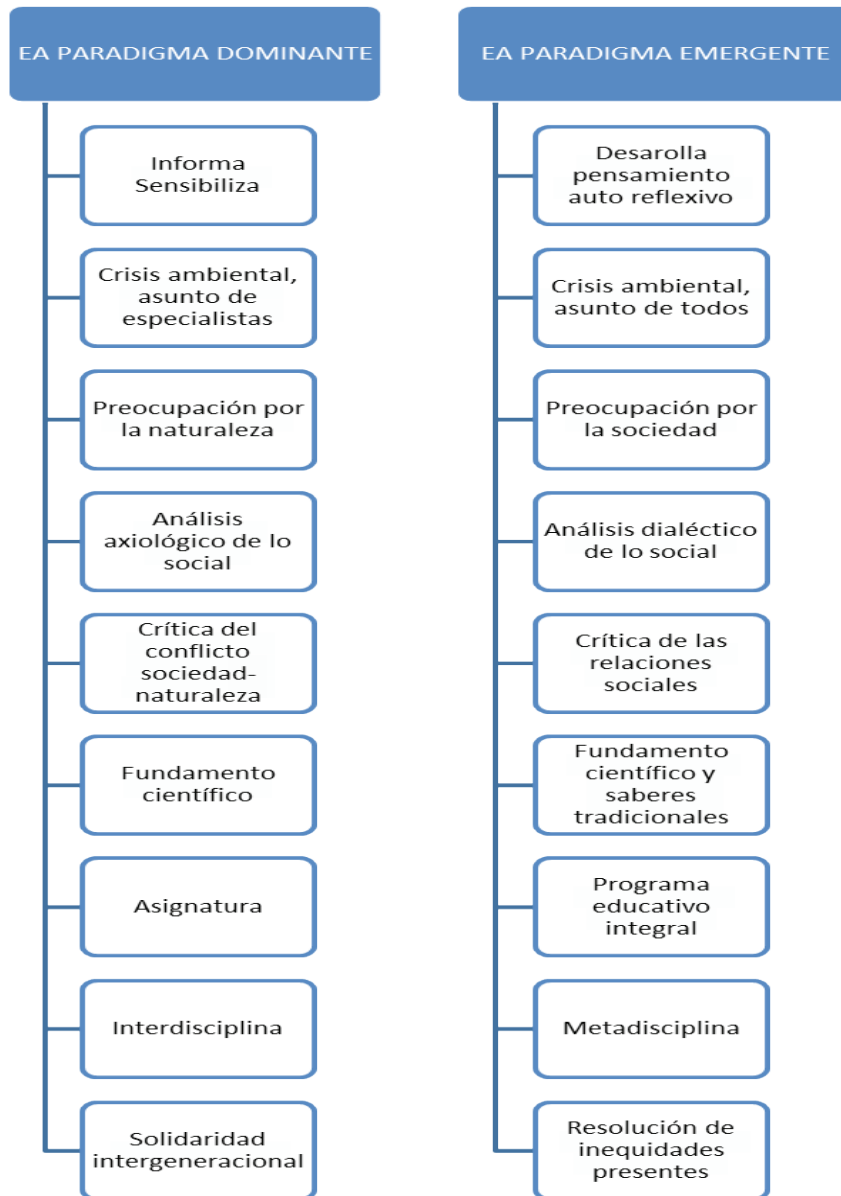 EA PARADIGMA DOMINANTE
Informa
Sensibiliza
Crisis ambiental,
asunto de
especialistas
Preocupación por
la naturaleza
Análisis
axiológico de lo
social
Crítica del
conflicto
sociedad-
naturaleza
Fundamento
científico
Asignatura
Interdisciplina
Solidaridad
intergeneracional
EA PARADIGMA EMERGENTE
Desarolla
pensamiento
auto reflexivo
Crisis ambiental,
asunto de todos
Preocupación por
la sociedad
Análisis dialéctico
de lo social
Crítica de las
relaciones
sociales
Fundamento
científico y
saberes
tradicionales
Programa
educativo
integral
Metadisciplina
Resolución de
inequidades
presentes